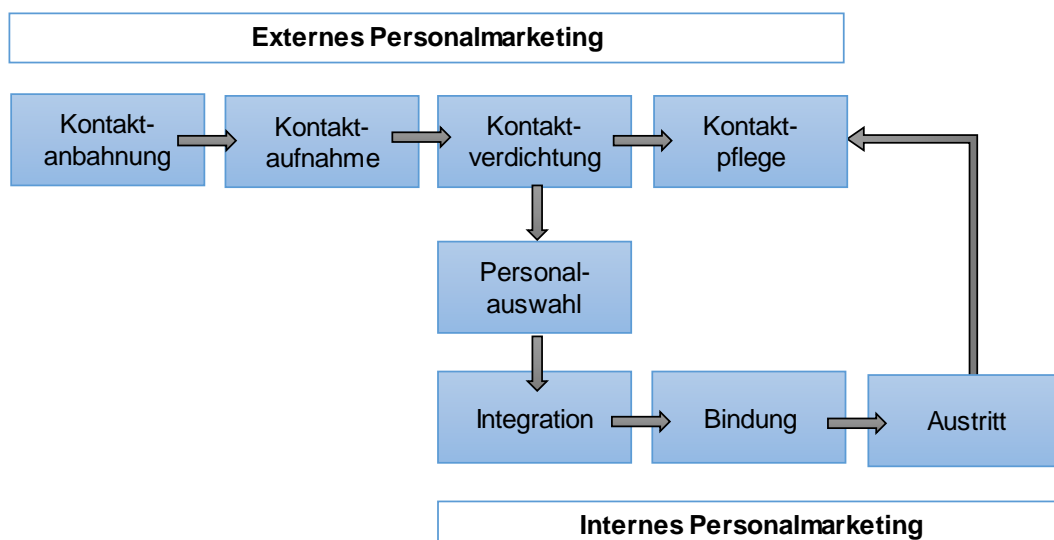 Externes Personalmarketing
Kontakt-
anbahnung
Kontakt-
aufnahme
Kontakt-
verdichtung
Kontakt-
pflege
Personal-
auswahl
Integration
Bindung
Austritt
Internes Personalmarketing